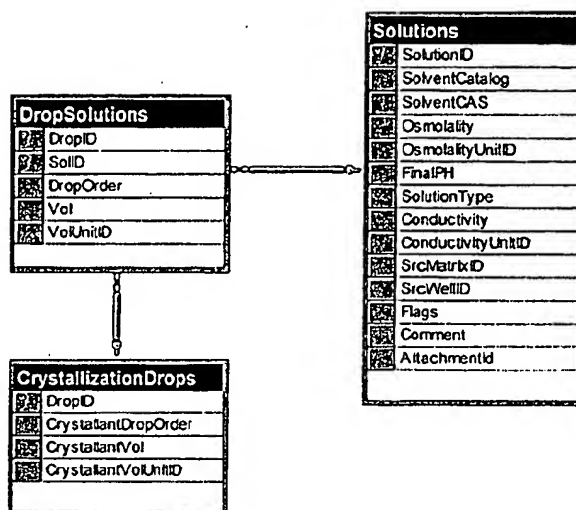 DropSolutions
DropID
SolID
DropOrder
Vol
VolUnitID
CrystallizationDrops
DropID
CrystallantDropOrder
CrystallantVol
CrystallantVolUnitID
Solutions
SolutionID
SolventCatalog
SolventCAS
Osmolality
OsmolalityUnitID
FinalPH
SolutionType
Conductivity
ConductivityUnitID
SrcMatrixID
SrcWellID
Flags
Comment
AttachmentId